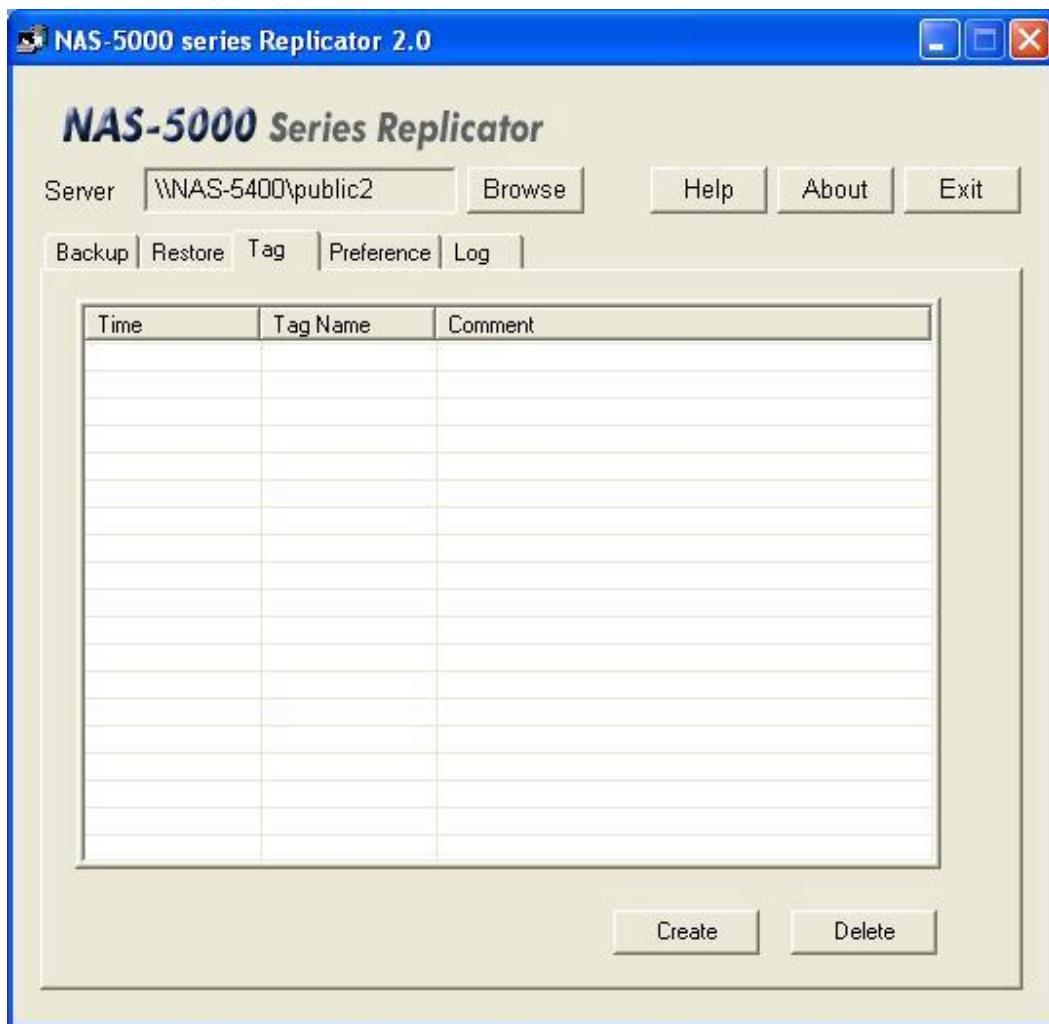 NAS-5000 series Replicator 2.0
NAS-5000 Series Replicator
Server \\NAS-5400\public2 Browse Help About Exit
Backup Restore Tag Preference Log
Time Tag Name Comment
Create Delete